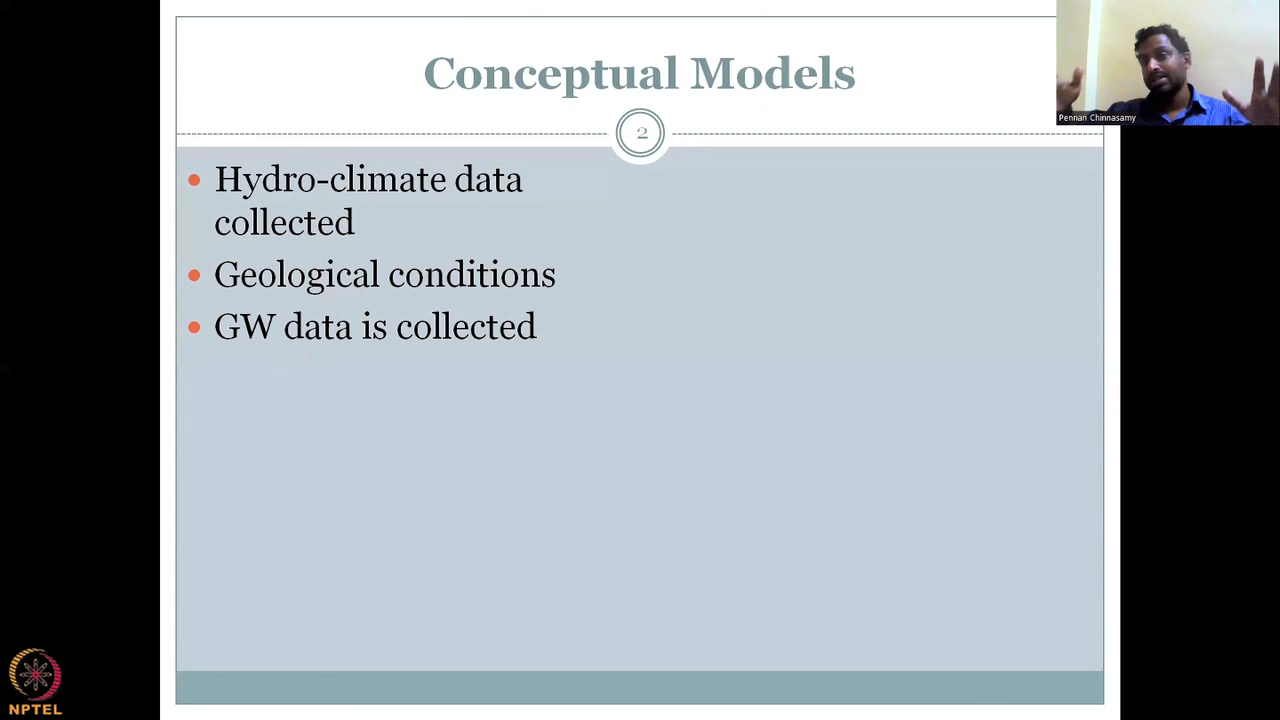 Conceptual Models
Pennan Chinnasamy
2
• Hydro-climate data
collected
• Geological conditions
• GW data is collected
NPTEL